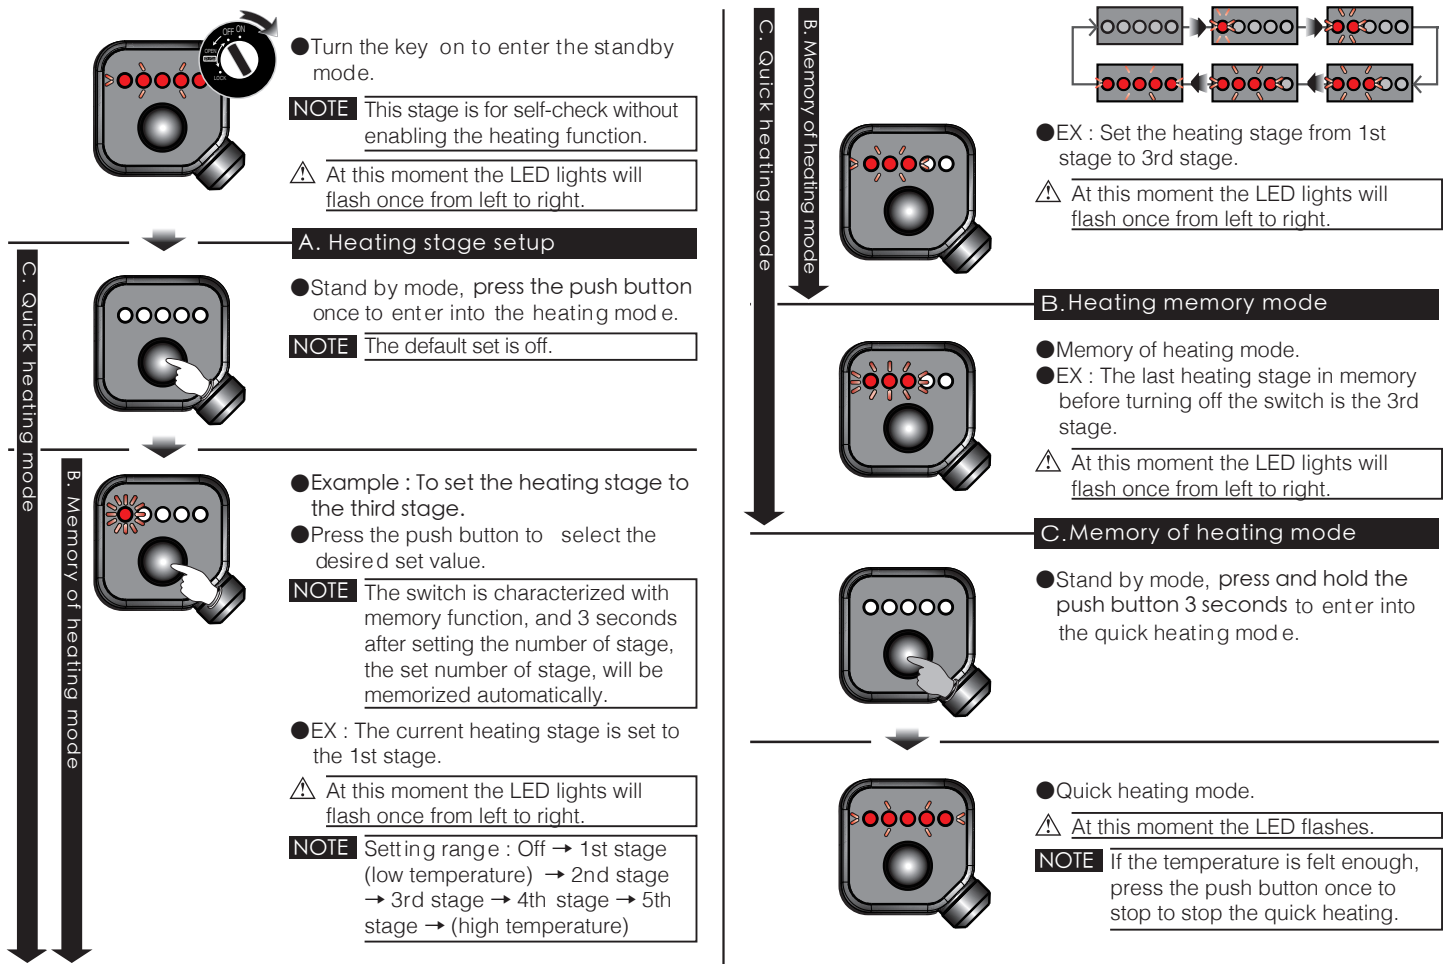 OFF ON
OPEN
LOCK
●Turn the key on to enter the standby
mode.
NOTE This stage is for self-check without
enabling the heating function.
⚠ At this moment the LED lights will
flash once from left to right.
A. Heating stage setup
C. Quick heating mode
●Stand by mode, press the push button
once to enter into the heating mode.
NOTE The default set is off.
B. Memory of heating mode
●Example : To set the heating stage to
the third stage.
●Press the push button to select the
desired set value.
NOTE The switch is characterized with
memory function, and 3 seconds
after setting the number of stage,
the set number of stage, will be
memorized automatically.
●EX : The current heating stage is set to
the 1st stage.
⚠ At this moment the LED lights will
flash once from left to right.
NOTE Setting range : Off → 1st stage
(low temperature) → 2nd stage
→ 3rd stage → 4th stage → 5th
stage → (high temperature)
C. Quick heating mode
B. Memory of heating mode
●EX : Set the heating stage from 1st
stage to 3rd stage.
⚠ At this moment the LED lights will
flash once from left to right.
B.Heating memory mode
●Memory of heating mode.
●EX : The last heating stage in memory
before turning off the switch is the 3rd
stage.
⚠ At this moment the LED lights will
flash once from left to right.
C.Memory of heating mode
●Stand by mode, press and hold the
push button 3 seconds to enter into
the quick heating mode.
●Quick heating mode.
⚠ At this moment the LED flashes.
NOTE If the temperature is felt enough,
press the push button once to
stop to stop the quick heating.